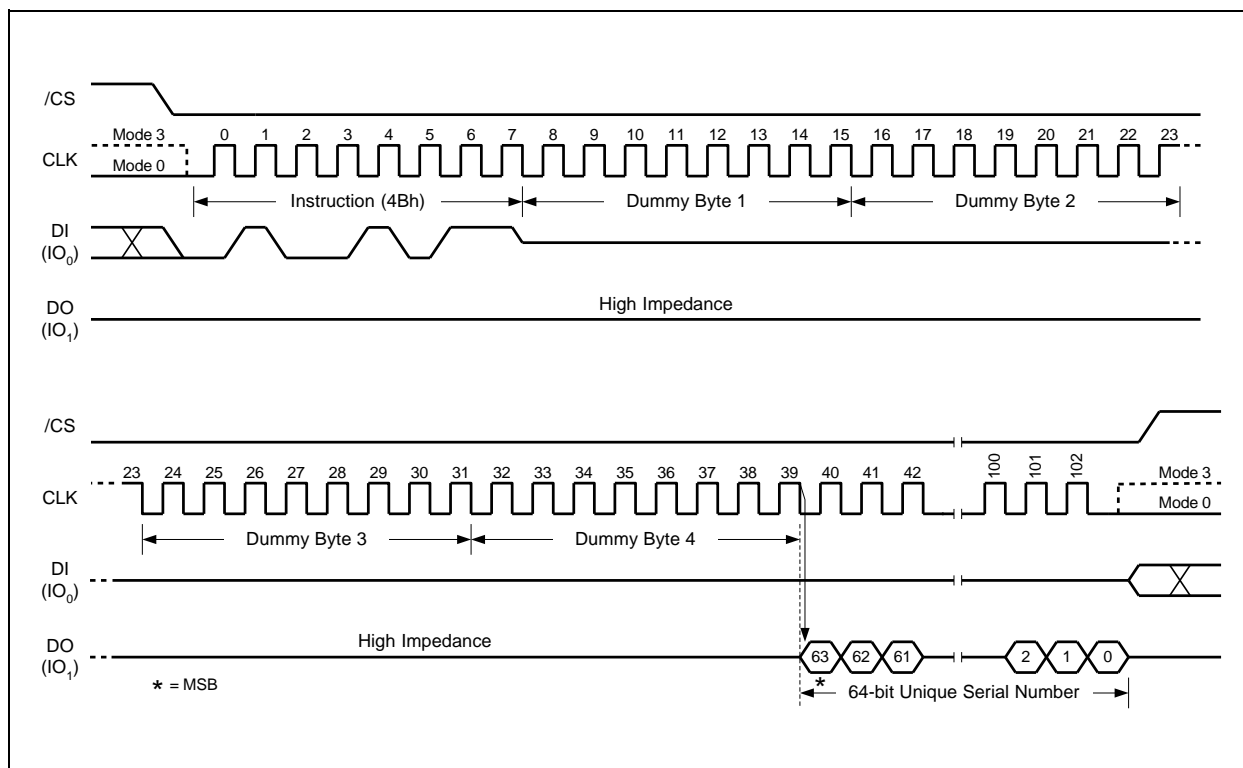 /CS
Mode 3
0 1 2 3 4 5 6 7 8 9 10 11 12 13 14 15 16 17 18 19 20 21 22 23
CLK
Mode 0
Instruction (4Bh) Dummy Byte 1 Dummy Byte 2
DI
(IO0)
High Impedance
DO
(IO1)
/CS
23 24 25 26 27 28 29 30 31 32 33 34 35 36 37 38 39 40 41 42 100 101 102
Mode 3
CLK
Mode 0
Dummy Byte 3 Dummy Byte 4
DI
(IO0)
High Impedance
DO
(IO1)
63 62 61 2 1 0
* = MSB
*
64-bit Unique Serial Number